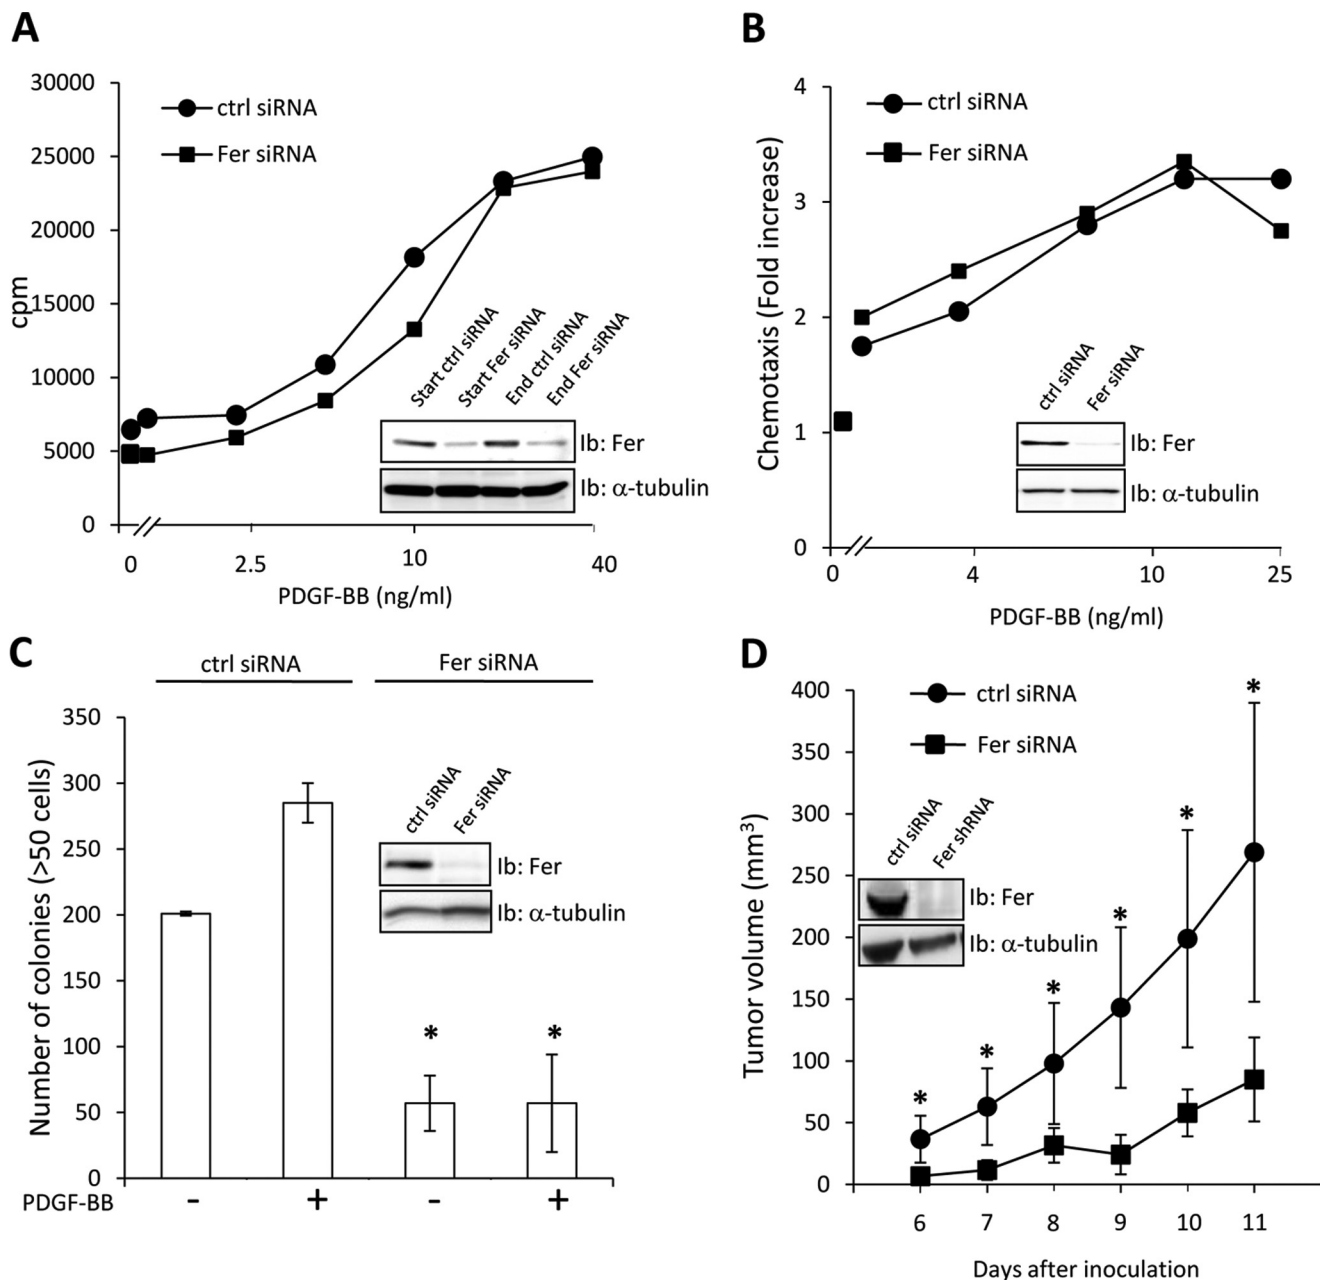 A
30000
25000
20000
15000
10000
5000
0
cpm
ctrl siRNA
Fer siRNA
Start ctrl siRNA
Start Fer siRNA
End ctrl siRNA
End Fer siRNA
Ib: Fer
Ib: α-tubulin
0 2.5 10 40
PDGF-BB (ng/ml)
B
4
3
2
1
0
Chemotaxis (Fold increase)
ctrl siRNA
Fer siRNA
ctrl siRNA
Fer siRNA
Ib: Fer
Ib: α-tubulin
0 4 10 25
PDGF-BB (ng/ml)
C
ctrl siRNA Fer siRNA
350
300
250
200
150
100
50
0
Number of colonies (>50 cells)
ctrl siRNA
Fer siRNA
Ib: Fer
Ib: α-tubulin
* *
PDGF-BB - + - +
D
400
350
300
250
200
150
100
50
0
Tumor volume (mm³)
ctrl siRNA
Fer siRNA
ctrl siRNA
Fer shRNA
Ib: Fer
Ib: α-tubulin
* * * * * *
6 7 8 9 10 11
Days after inoculation